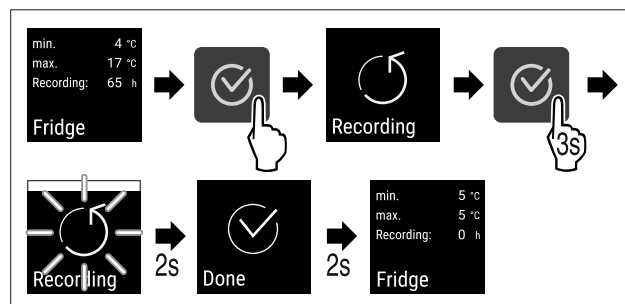 min. 4 °C
max. 17 °C
Recording: 65 h
Fridge
Recording
3s
Recording
2s
Done
2s
min. 5 °C
max. 5 °C
Recording: 0 h
Fridge